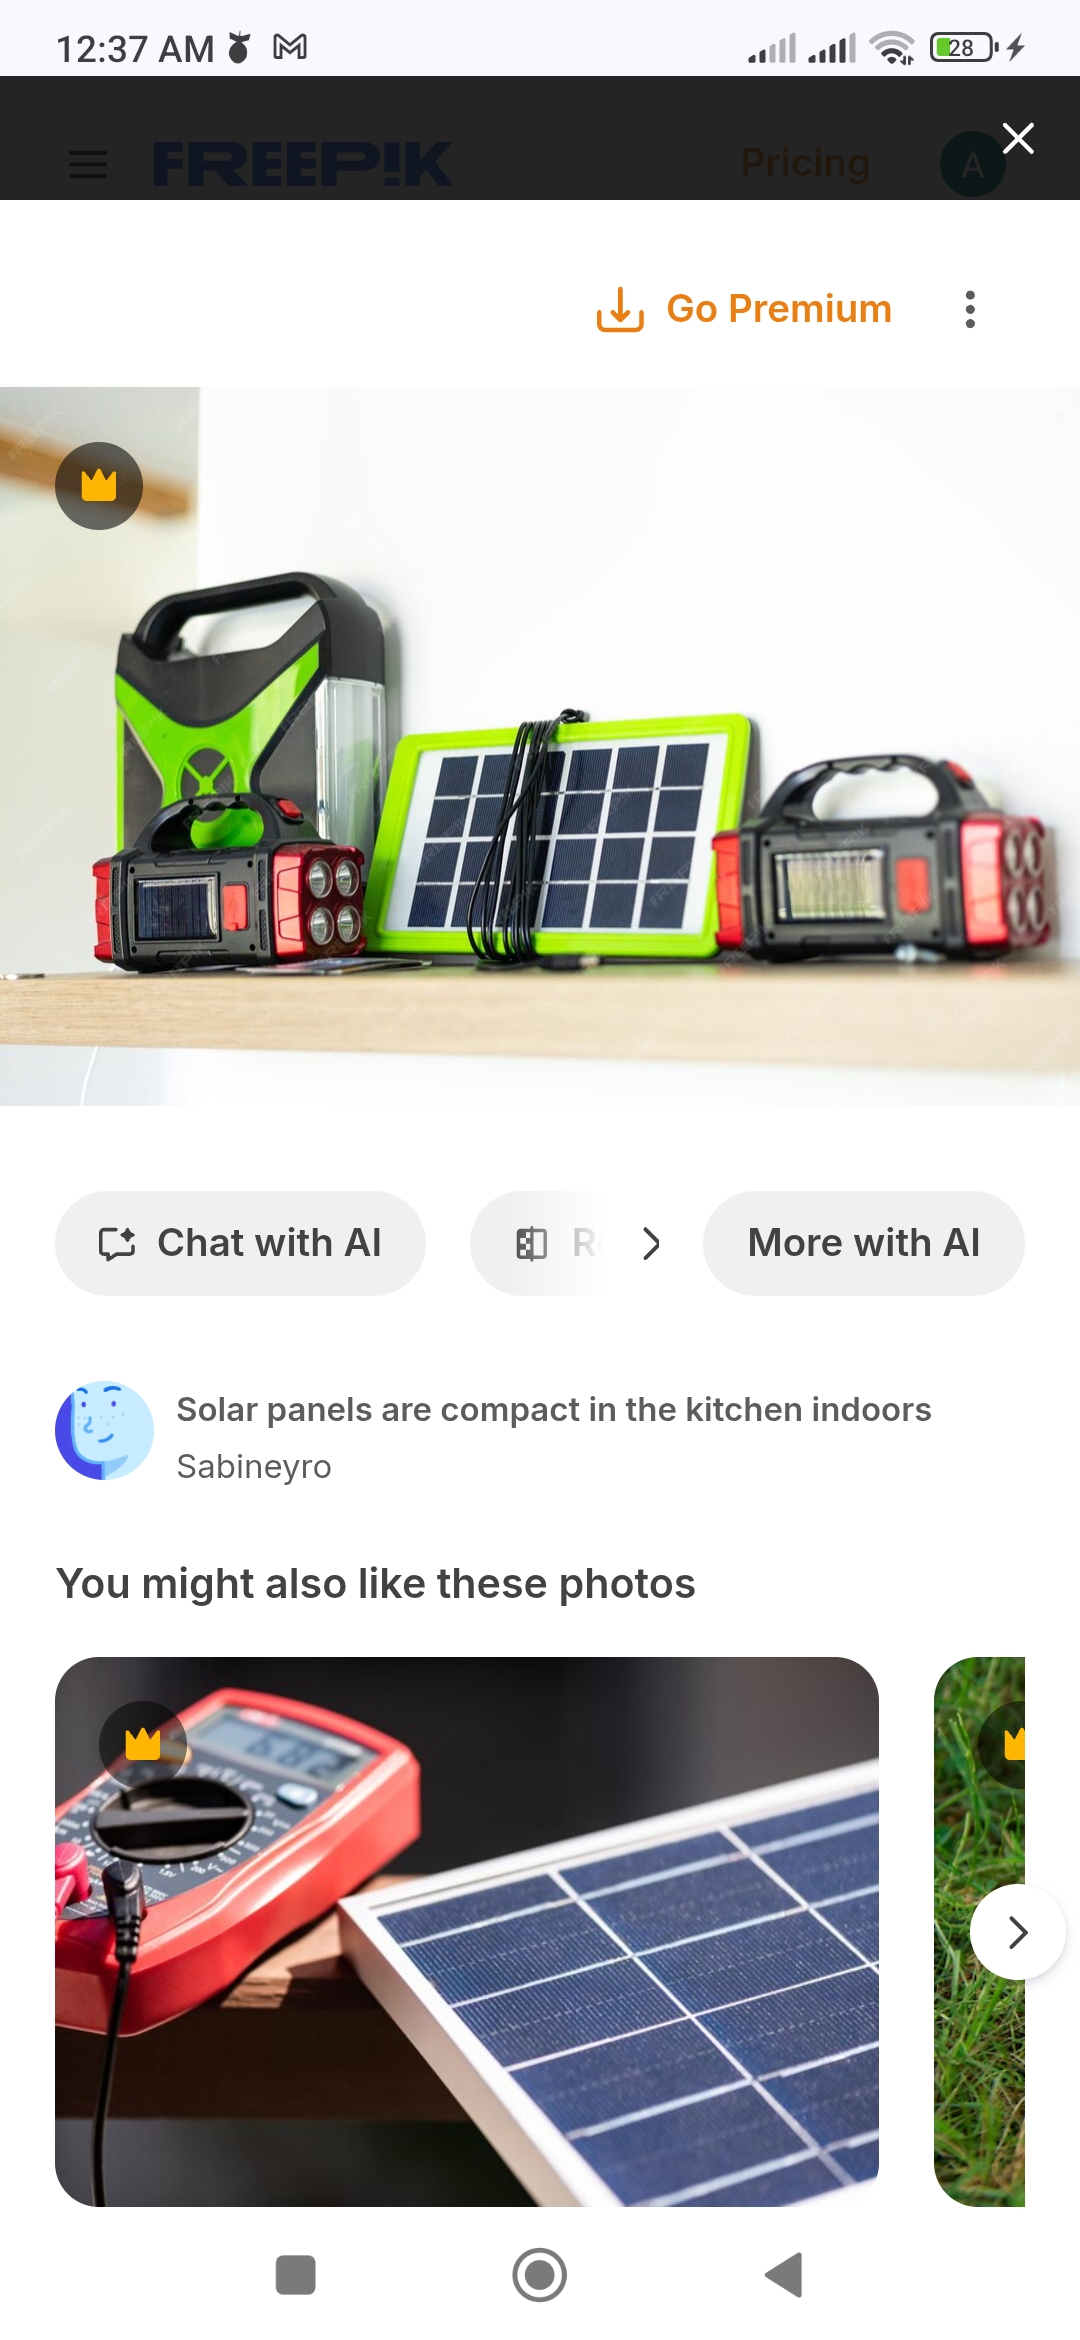 12:37 AM
28
FREEP!K
Pricing
A
Go Premium
Chat with AI
More with AI
Solar panels are compact in the kitchen indoors
Sabineyro
You might also like these photos